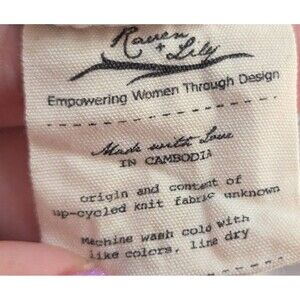 Raven
+ Lily
Empowering Women Through Design
Made with Love
IN CAMBODIA
origin and content of
up-cycled knit fabric unknown
Machine wash cold with
like colors, line dry